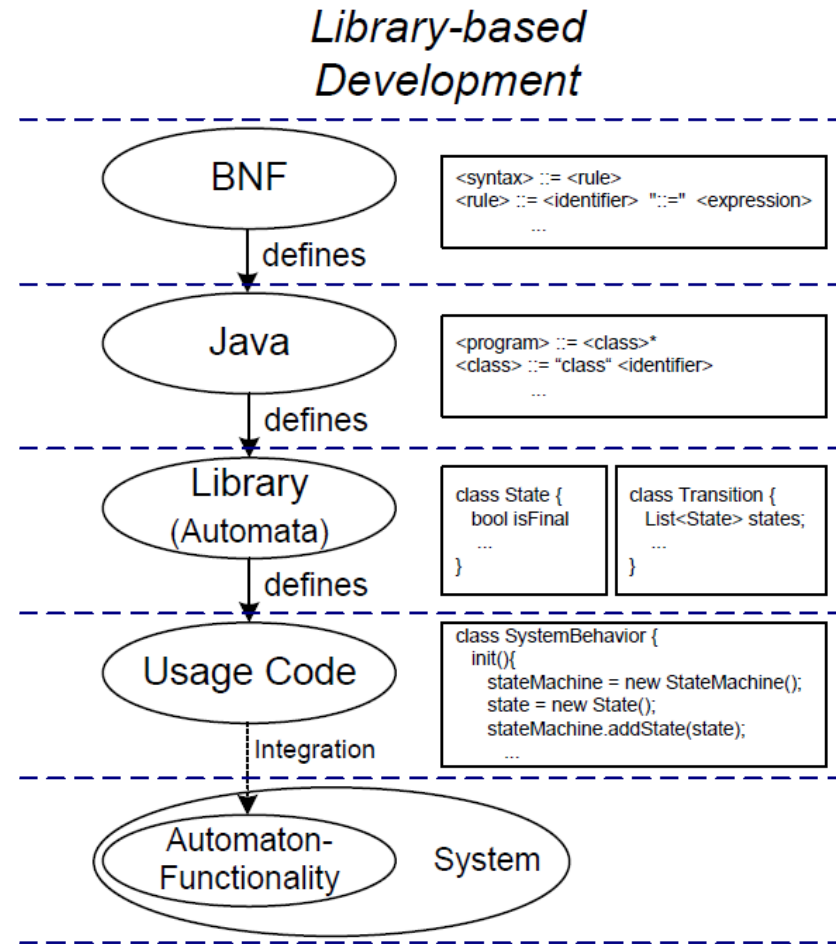 Library-based
Development
BNF
<syntax> ::= <rule>
<rule> ::= <identifier> "::=" <expression>
...
defines
Java
<program> ::= <class>*
<class> ::= “class“ <identifier>
...
defines
Library
(Automata)
class State {
bool isFinal
...
}
class Transition {
List<State> states;
...
}
defines
Usage Code
class SystemBehavior {
init(){
stateMachine = new StateMachine();
state = new State();
stateMachine.addState(state);
...
Integration
Automaton-
Functionality
System